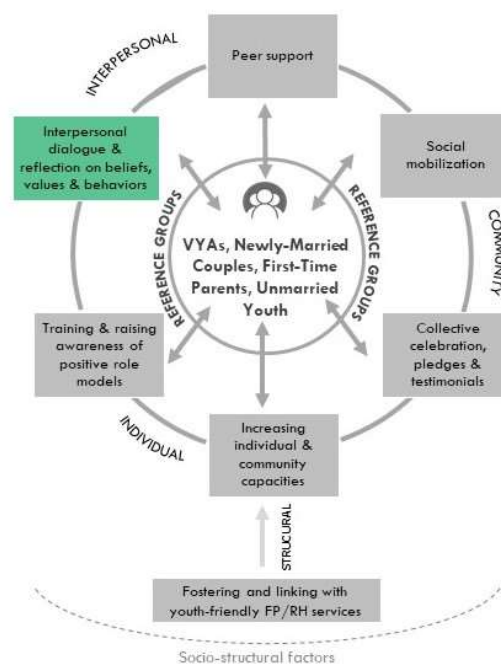 INTERPERSONAL
Peer support
Interpersonal
dialogue &
reflection on beliefs,
values & behaviors
Social
mobilization
REFERENCE GROUPS
REFERENCE GROUPS
COMMUNITY
VYAs, Newly-Married
Couples, First-Time
Parents, Unmarried
Youth
Training & raising
awareness of
positive role
models
Collective
celebration,
pledges &
testimonials
INDIVIDUAL
Increasing
individual &
community
capacities
STRUCTURAL
Fostering and linking with
youth-friendly FP/RH services
Socio-structural factors